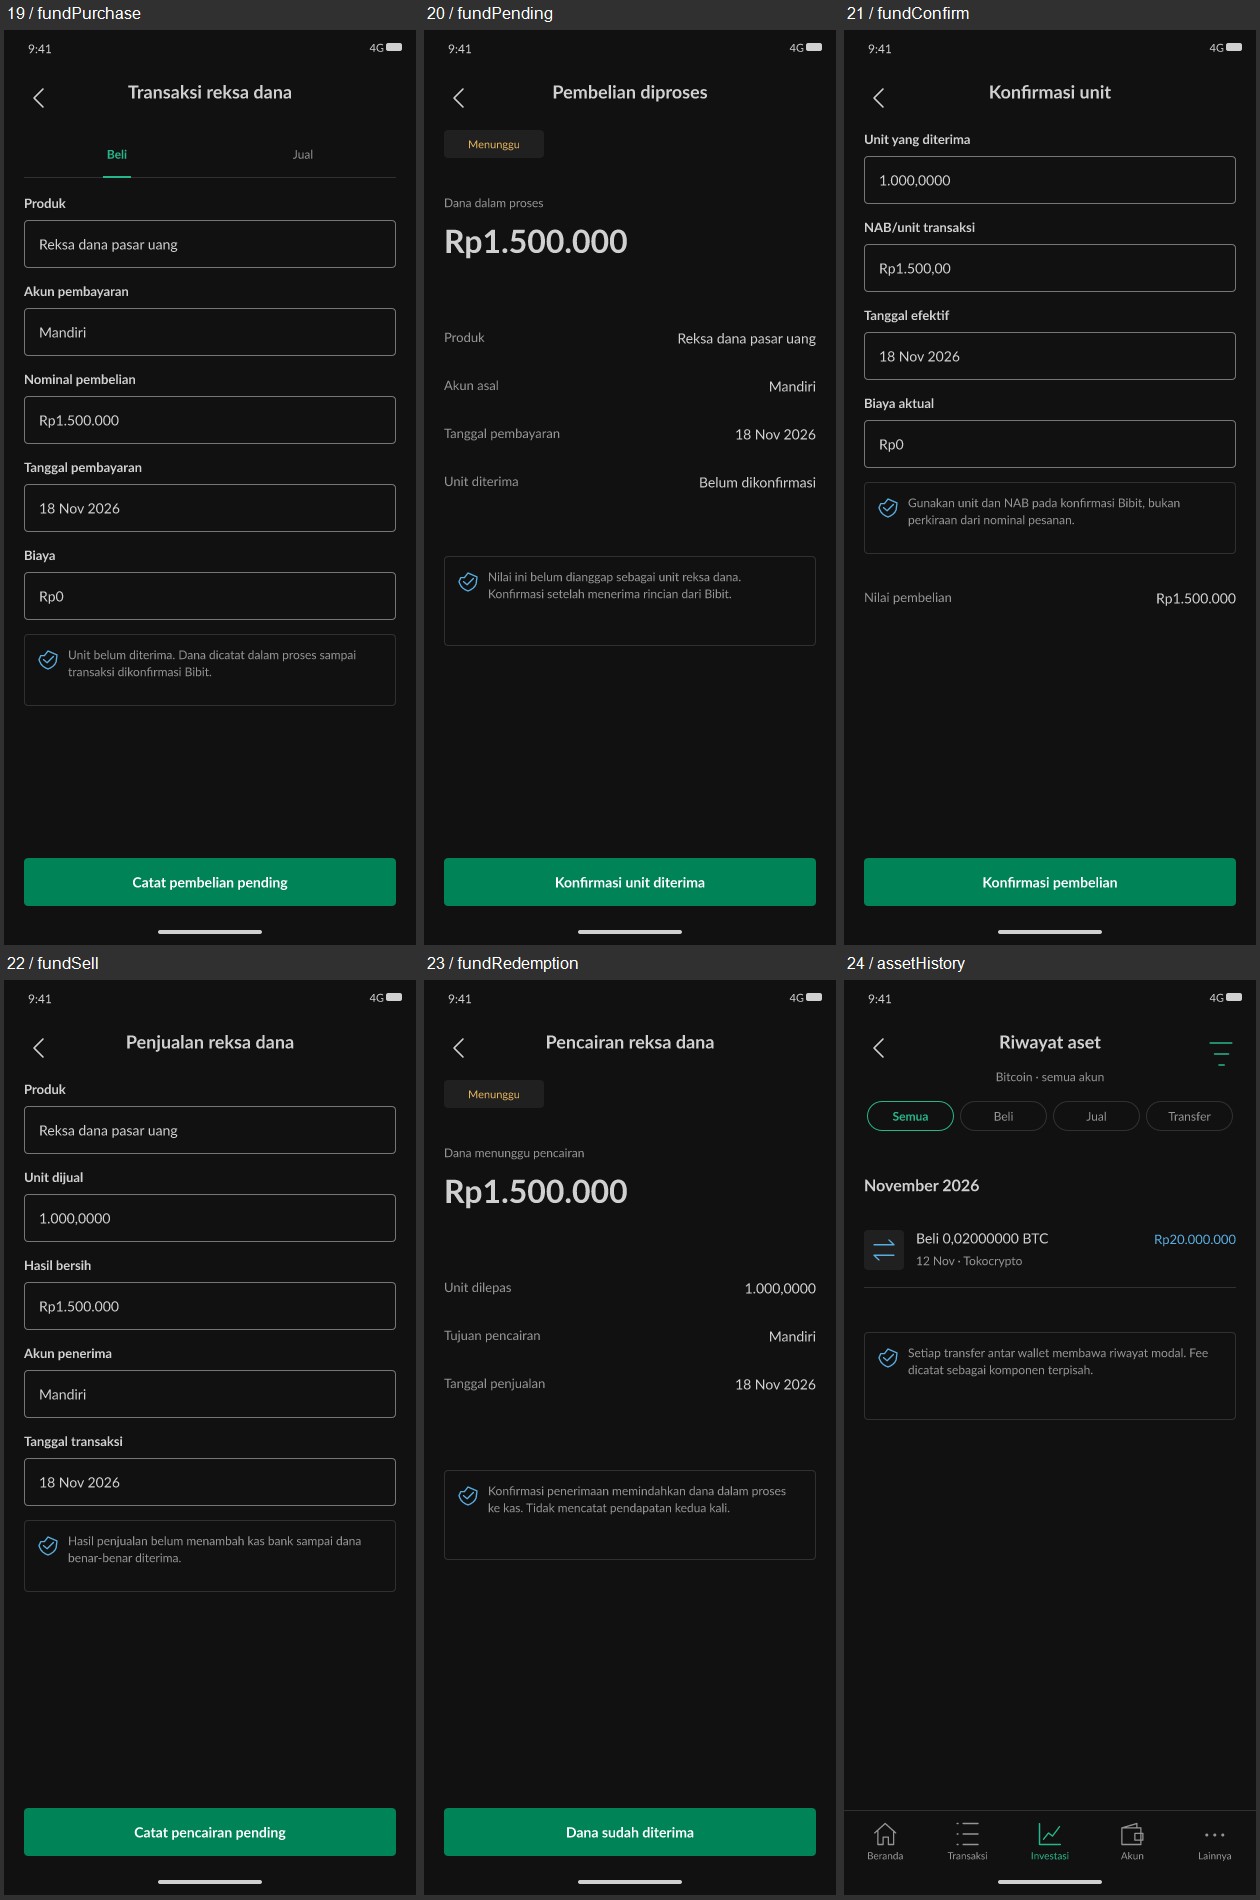 19 / fundPurchase
9:41
4G
Transaksi reksa dana
Beli
Jual
Produk
Reksa dana pasar uang
Akun pembayaran
Mandiri
Nominal pembelian
Rp1.500.000
Tanggal pembayaran
18 Nov 2026
Biaya
Rp0
Unit belum diterima. Dana dicatat dalam proses sampai
transaksi dikonfirmasi Bibit.
Catat pembelian pending
20 / fundPending
9:41
4G
Pembelian diproses
Menunggu
Dana dalam proses
Rp1.500.000
Produk
Reksa dana pasar uang
Akun asal
Mandiri
Tanggal pembayaran
18 Nov 2026
Unit diterima
Belum dikonfirmasi
Nilai ini belum dianggap sebagai unit reksa dana.
Konfirmasi setelah menerima rincian dari Bibit.
Konfirmasi unit diterima
21 / fundConfirm
9:41
4G
Konfirmasi unit
Unit yang diterima
1.000,0000
NAB/unit transaksi
Rp1.500,00
Tanggal efektif
18 Nov 2026
Biaya aktual
Rp0
Gunakan unit dan NAB pada konfirmasi Bibit, bukan
perkiraan dari nominal pesanan.
Nilai pembelian
Rp1.500.000
Konfirmasi pembelian
22 / fundSell
9:41
4G
Penjualan reksa dana
Produk
Reksa dana pasar uang
Unit dijual
1.000,0000
Hasil bersih
Rp1.500.000
Akun penerima
Mandiri
Tanggal transaksi
18 Nov 2026
Hasil penjualan belum menambah kas bank sampai dana
benar-benar diterima.
Catat pencairan pending
23 / fundRedemption
9:41
4G
Pencairan reksa dana
Menunggu
Dana menunggu pencairan
Rp1.500.000
Unit dilepas
1.000,0000
Tujuan pencairan
Mandiri
Tanggal penjualan
18 Nov 2026
Konfirmasi penerimaan memindahkan dana dalam proses
ke kas. Tidak mencatat pendapatan kedua kali.
Dana sudah diterima
24 / assetHistory
9:41
4G
Riwayat aset
Bitcoin · semua akun
Semua
Beli
Jual
Transfer
November 2026
Beli 0,02000000 BTC
Rp20.000.000
12 Nov · Tokocrypto
Setiap transfer antar wallet membawa riwayat modal. Fee
dicatat sebagai komponen terpisah.
Beranda
Transaksi
Investasi
Akun
Lainnya